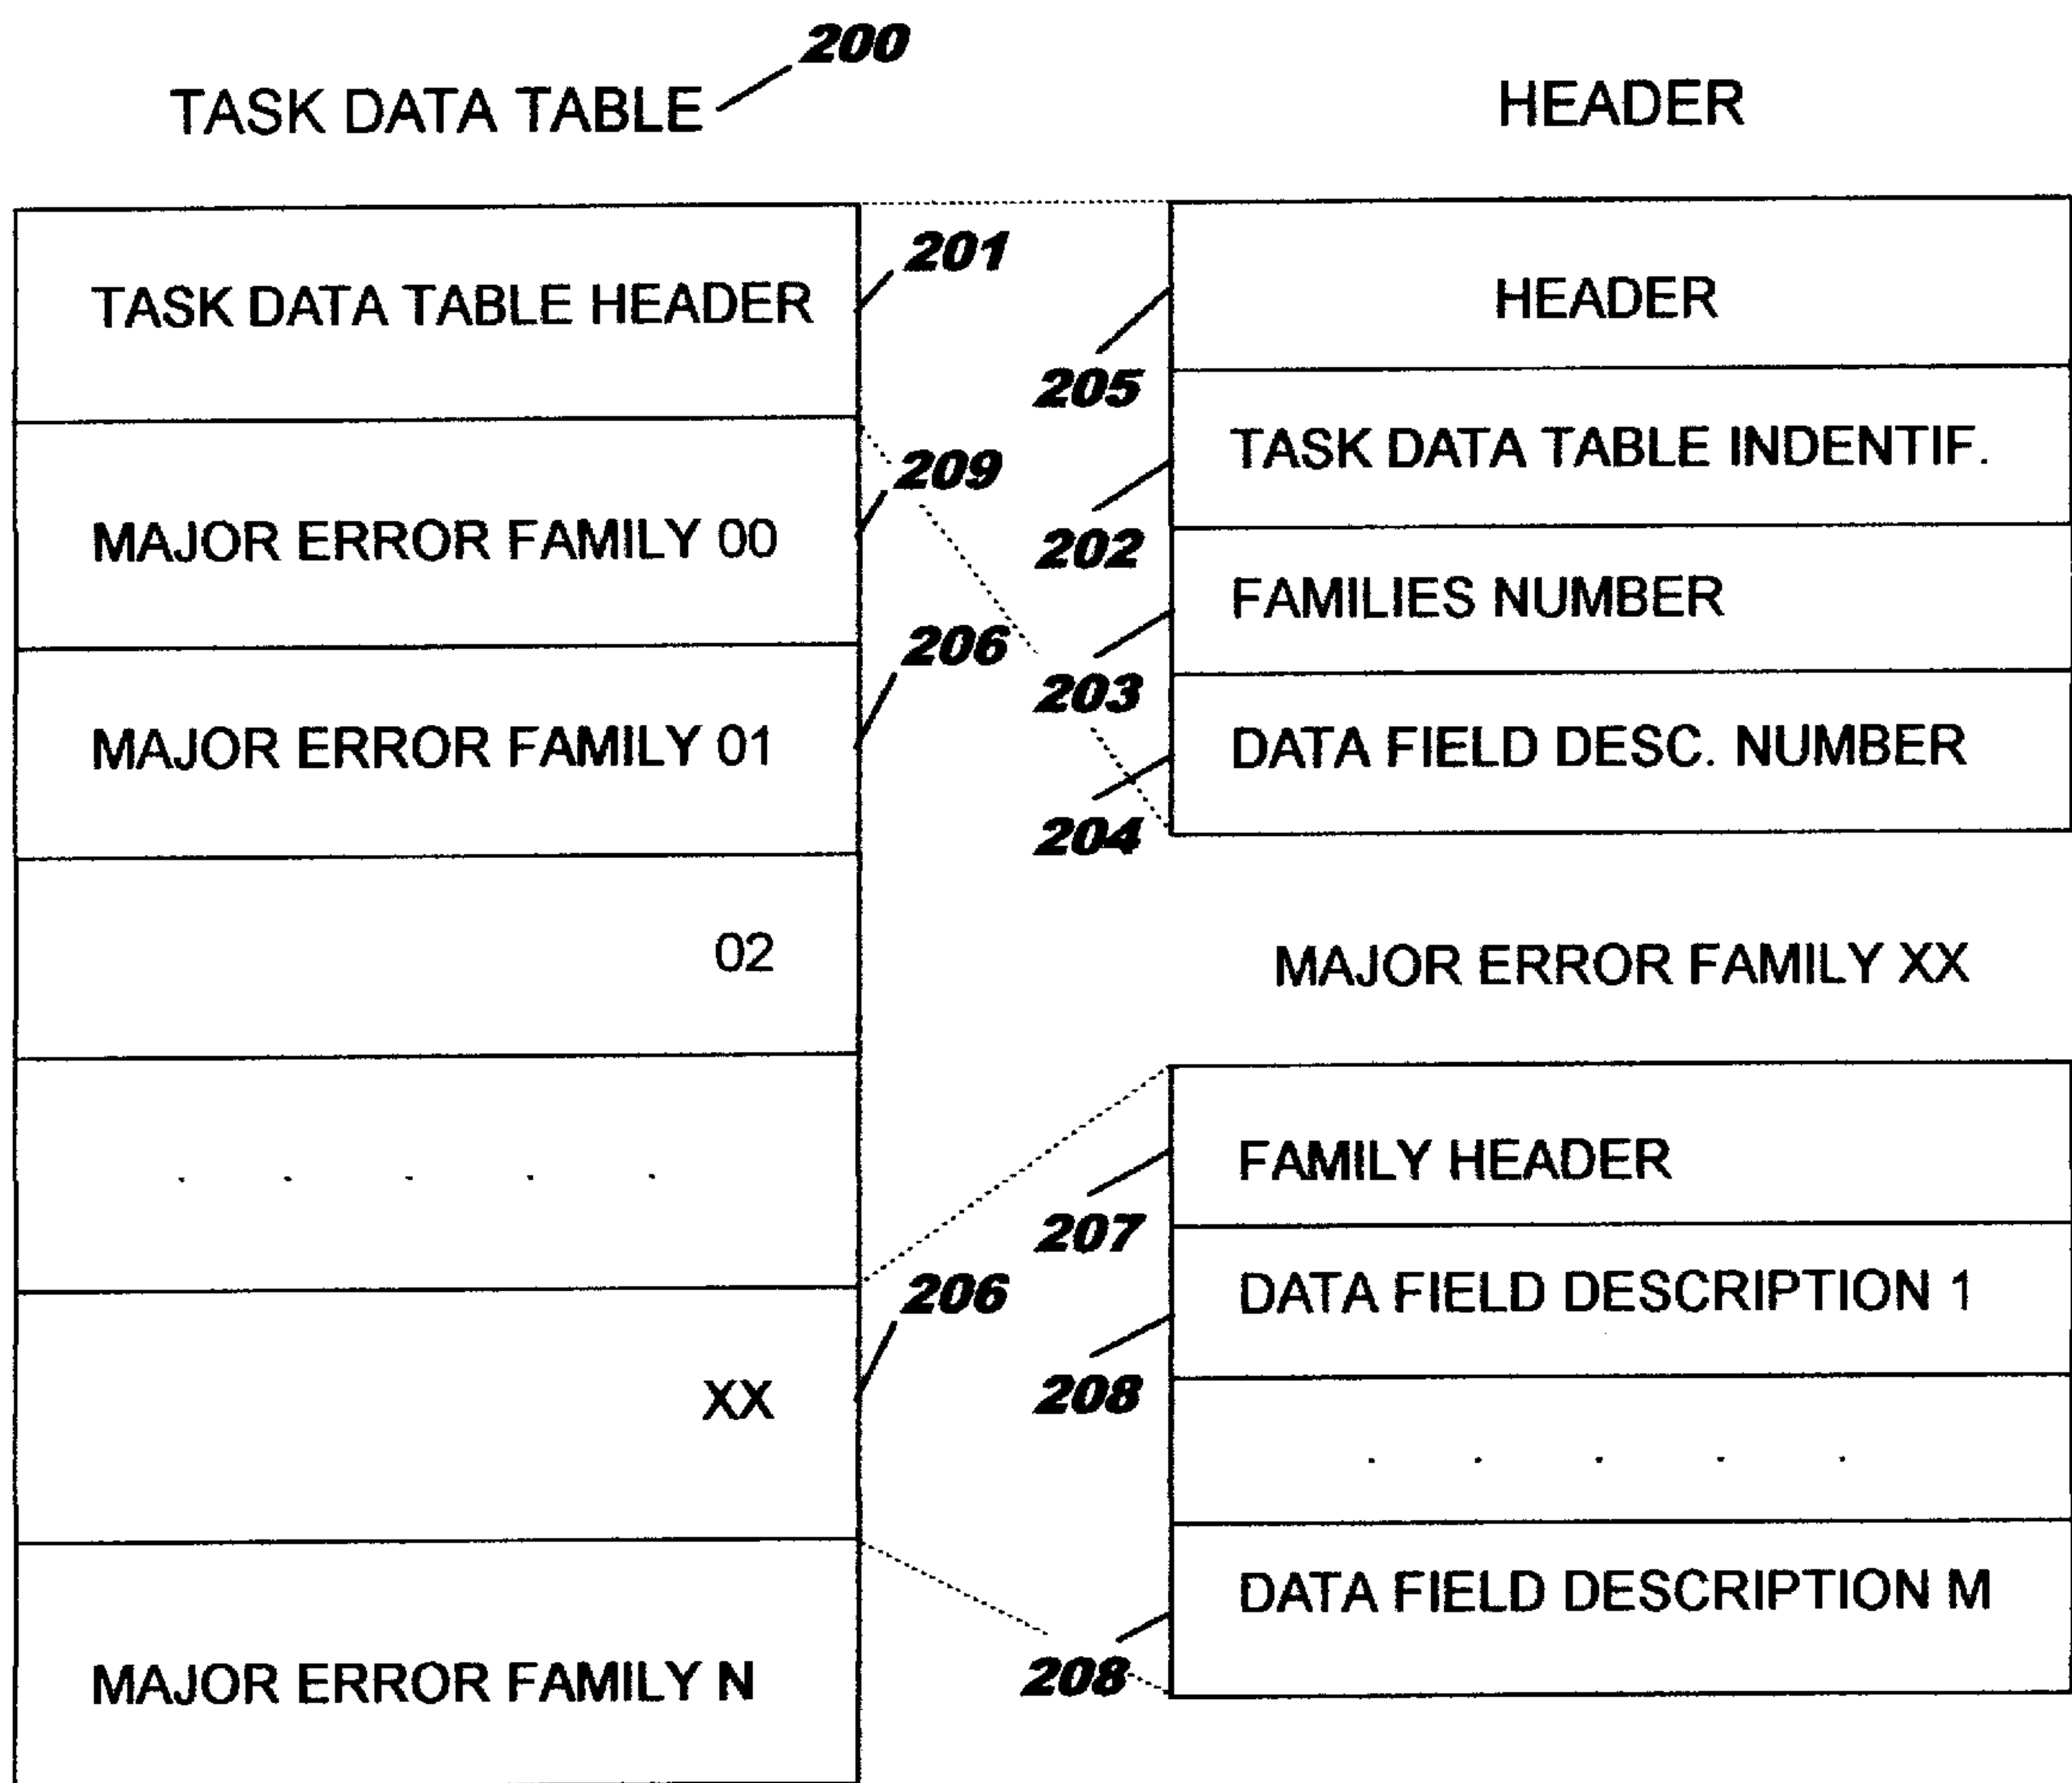 200
TASK DATA TABLE
HEADER
TASK DATA TABLE HEADER
201
MAJOR ERROR FAMILY 00
209
MAJOR ERROR FAMILY 01
206
02
. . . . .
XX
206
MAJOR ERROR FAMILY N
HEADER
205
TASK DATA TABLE INDENTIF.
202
FAMILIES NUMBER
203
DATA FIELD DESC. NUMBER
204
MAJOR ERROR FAMILY XX
FAMILY HEADER
207
DATA FIELD DESCRIPTION 1
208
. . . . .
DATA FIELD DESCRIPTION M
208